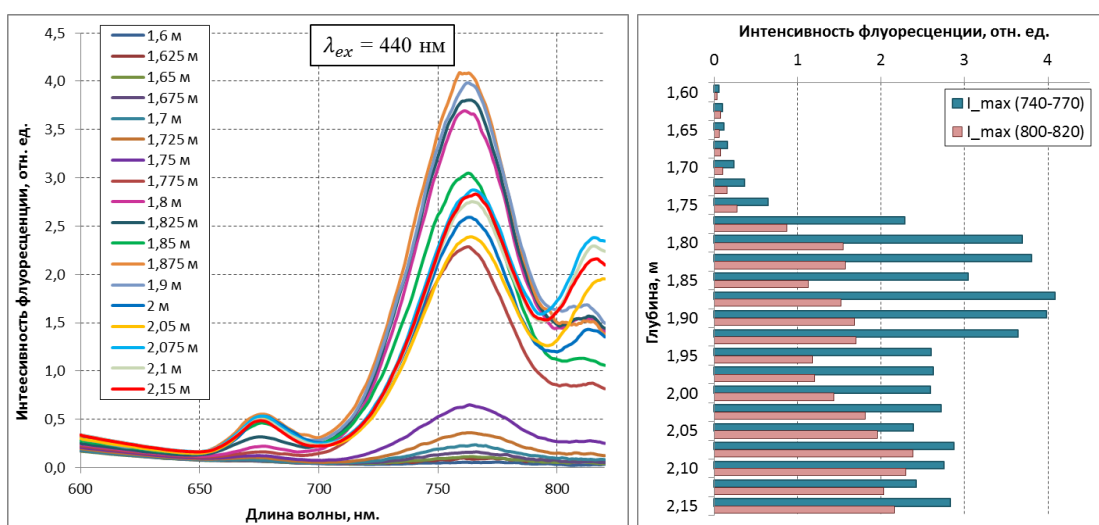 1,6 м
1,625 м
1,65 м
1,675 м
1,7 м
1,725 м
1,75 м
1,775 м
1,8 м
1,825 м
1,85 м
1,875 м
1,9 м
2 м
2,05 м
2,075 м
2,1 м
2,15 м
λex = 440 нм
Интеесивность флуоресценции, отн. ед.
4,5
4,0
3,5
3,0
2,5
2,0
1,5
1,0
0,5
0,0
600 650 700 750 800
Длина волны, нм.
Интенсивность флуоресценции, отн. ед.
0 1 2 3 4
I_max (740-770)
I_max (800-820)
Глубина, м
1,60
1,65
1,70
1,75
1,80
1,85
1,90
1,95
2,00
2,05
2,10
2,15